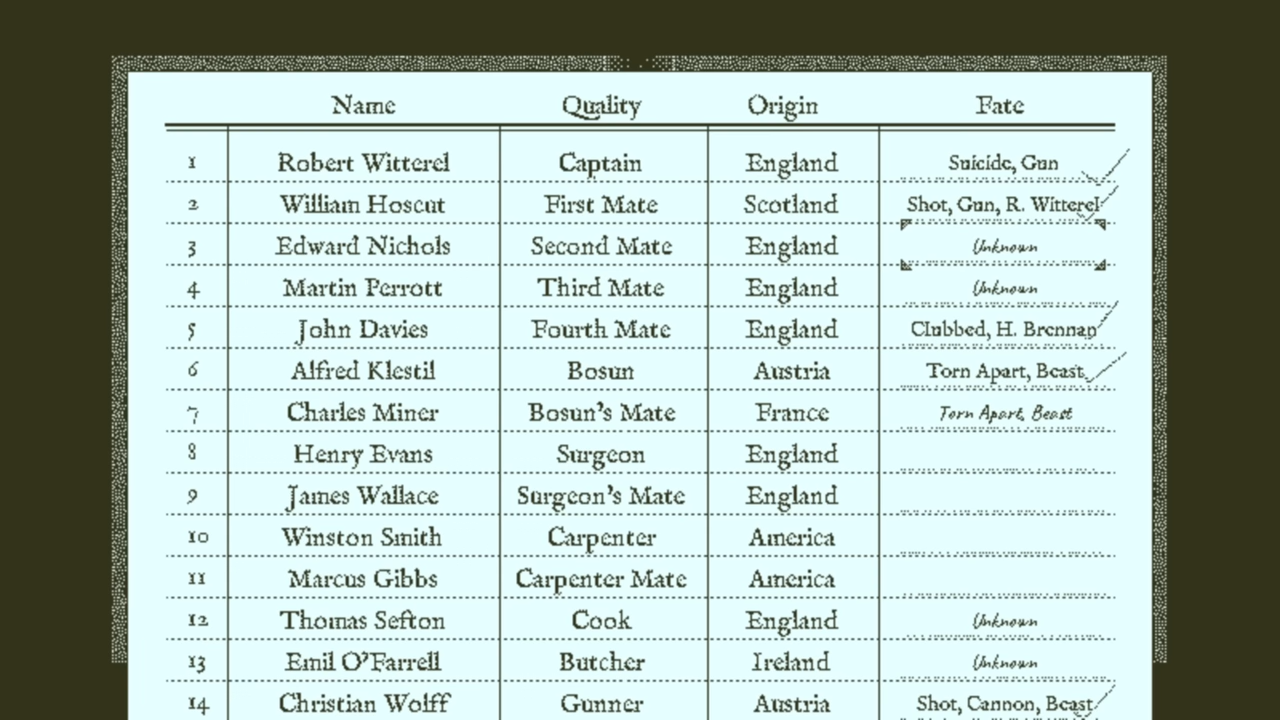 Name Quality Origin Fate
1 Robert Witterel Captain England Suicide, Gun
2 William Hoscut First Mate Scotland Shot, Gun, R. Witterel
3 Edward Nichols Second Mate England Unknown
4 Martin Perrott Third Mate England Unknown
5 John Davies Fourth Mate England Clubbed, H. Brennan
6 Alfred Klestil Bosun Austria Torn Apart, Beast
7 Charles Miner Bosun's Mate France Torn Apart, Beast
8 Henry Evans Surgeon England
9 James Wallace Surgeon's Mate England
10 Winston Smith Carpenter America
11 Marcus Gibbs Carpenter Mate America
12 Thomas Sefton Cook England Unknown
13 Emil O'Farrell Butcher Ireland Unknown
14 Christian Wolff Gunner Austria Shot, Cannon, Beast